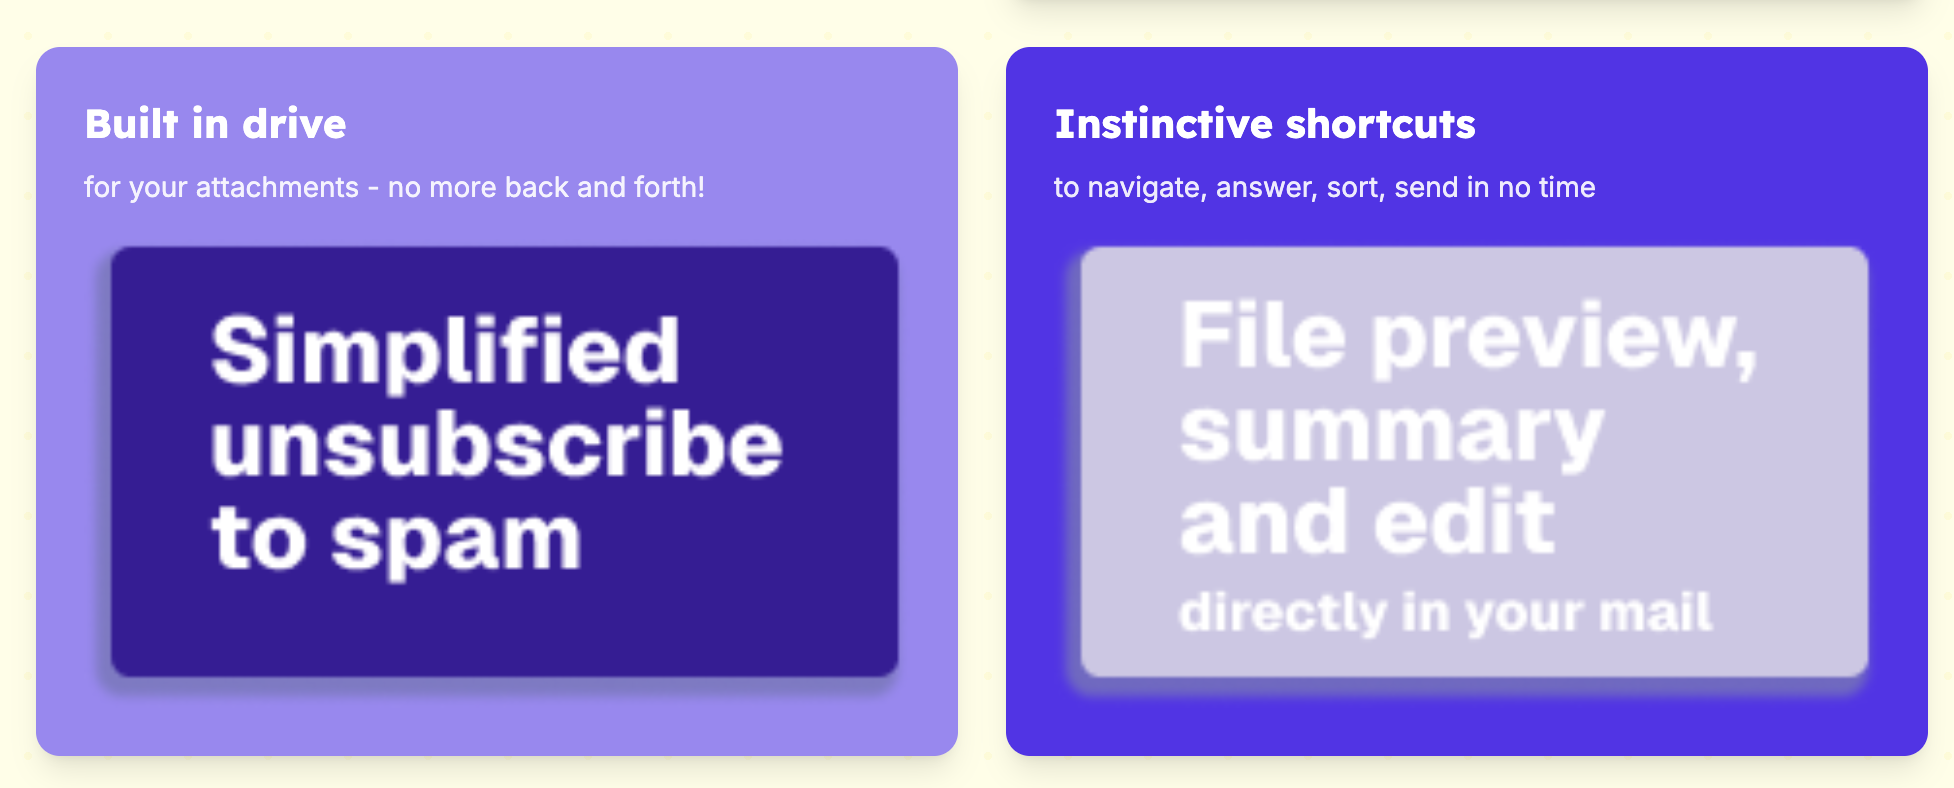 Built in drive
for your attachments - no more back and forth!
Simplified
unsubscribe
to spam
Instinctive shortcuts
to navigate, answer, sort, send in no time
File preview,
summary
and edit
directly in your mail